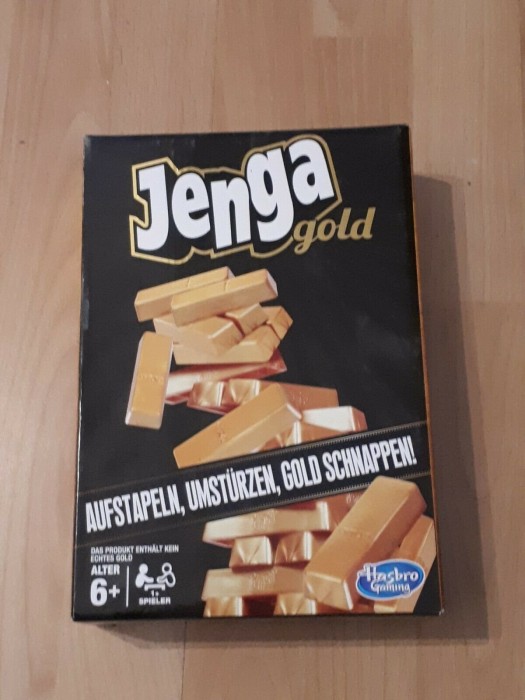 Jenga
gold
AUFSTAPELN, UMSTÜRZEN, GOLD SCHNAPPEN!
DAS PRODUKT ENTHÄLT KEIN
ECHTES GOLD
ALTER
6+
1+
SPIELER
Hasbro
Gaming